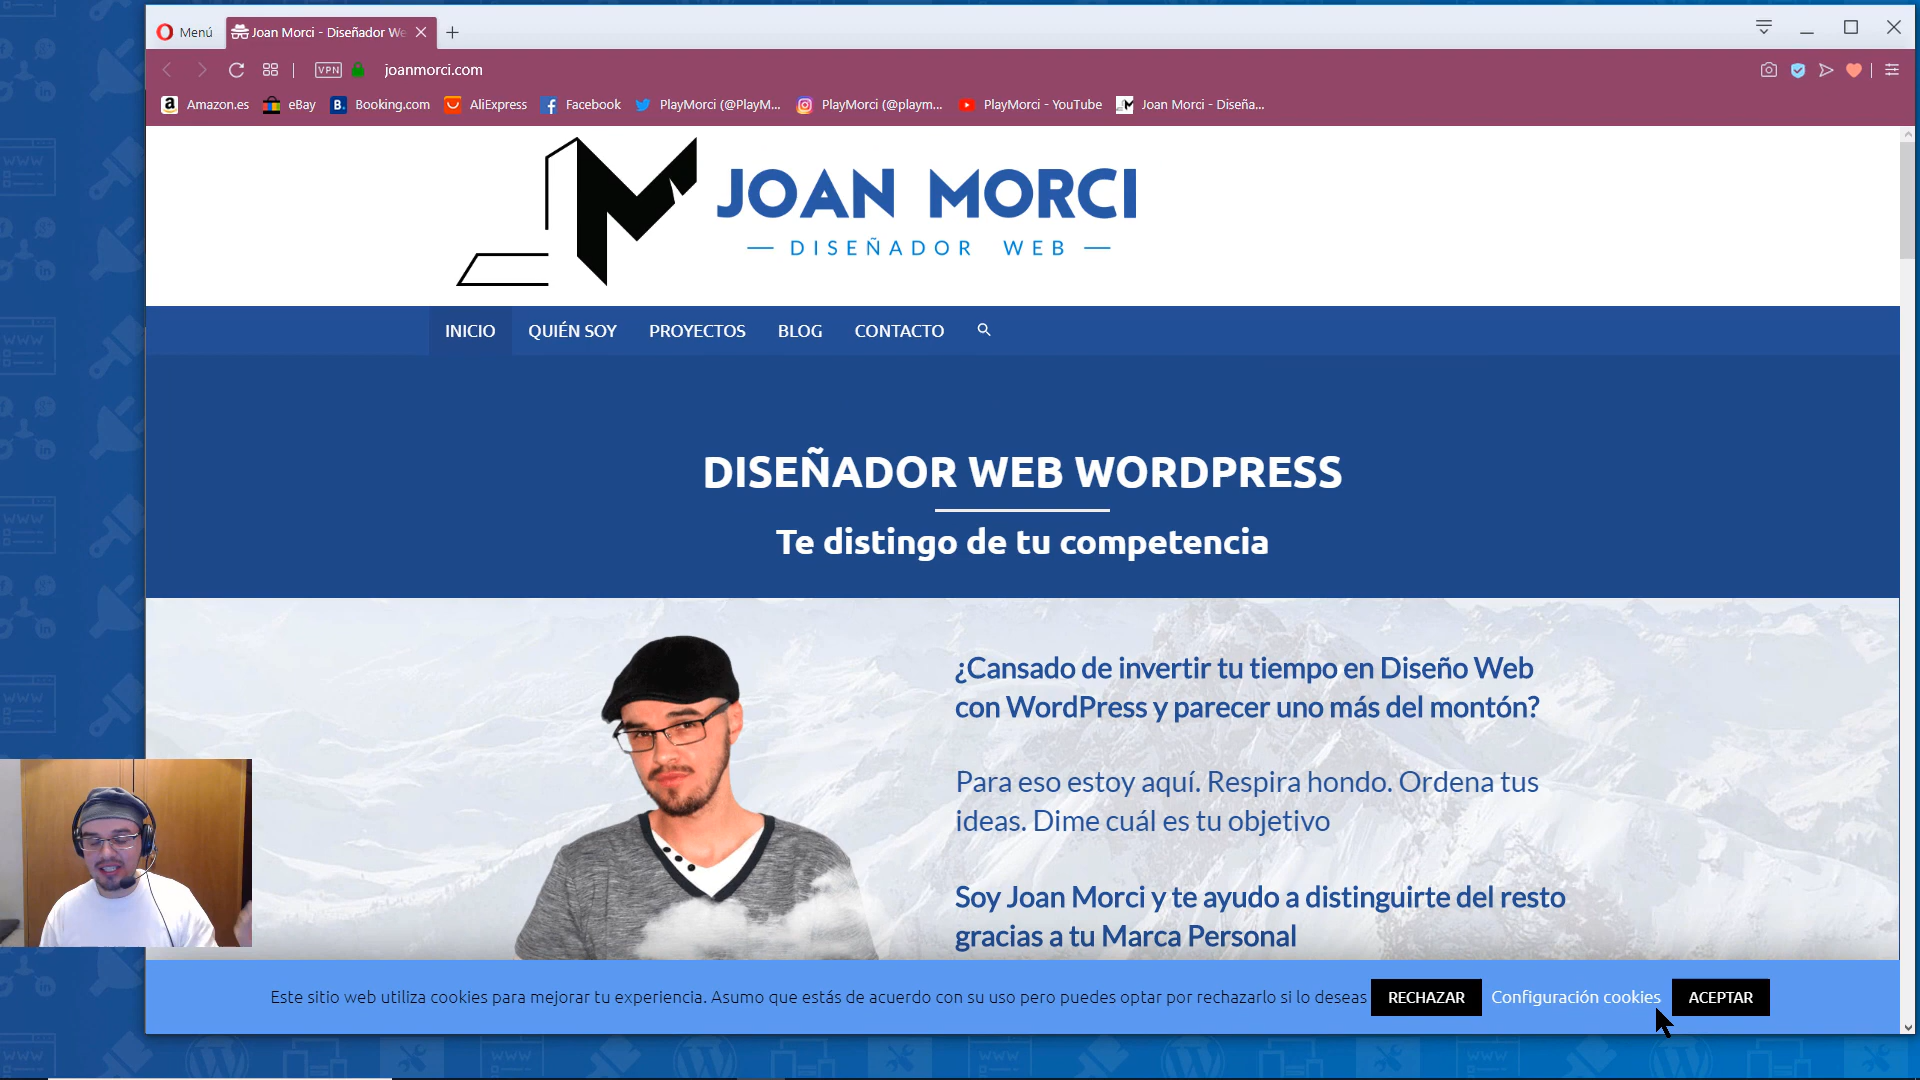 Menú
Joan Morci - Diseñador We
VPN
joanmorci.com
Amazon.es
eBay
Booking.com
AliExpress
Facebook
PlayMorci (@PlayM...
PlayMorci (@playm...
PlayMorci - YouTube
Joan Morci - Diseña...
JOAN MORCI
DISEÑADOR WEB
INICIO
QUIÉN SOY
PROYECTOS
BLOG
CONTACTO
DISEÑADOR WEB WORDPRESS
Te distingo de tu competencia
¿Cansado de invertir tu tiempo en Diseño Web
con WordPress y parecer uno más del montón?
Para eso estoy aquí. Respira hondo. Ordena tus
ideas. Dime cuál es tu objetivo
Soy Joan Morci y te ayudo a distinguirte del resto
gracias a tu Marca Personal
Este sitio web utiliza cookies para mejorar tu experiencia. Asumo que estás de acuerdo con su uso pero puedes optar por rechazarlo si lo deseas
RECHAZAR
Configuración cookies
ACEPTAR